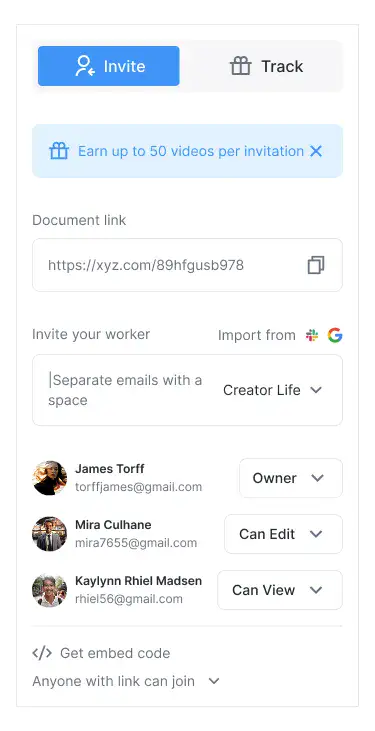 Invite
Track
Earn up to 50 videos per invitation
Document link
https://xyz.com/89hfgusb978
Invite your worker
Import from
Separate emails with a
space
Creator Life
James Torff
torffjames@gmail.com
Owner
Mira Culhane
mira7655@gmail.com
Can Edit
Kaylynn Rhiel Madsen
rhiel56@gmail.com
Can View
</> Get embed code
Anyone with link can join